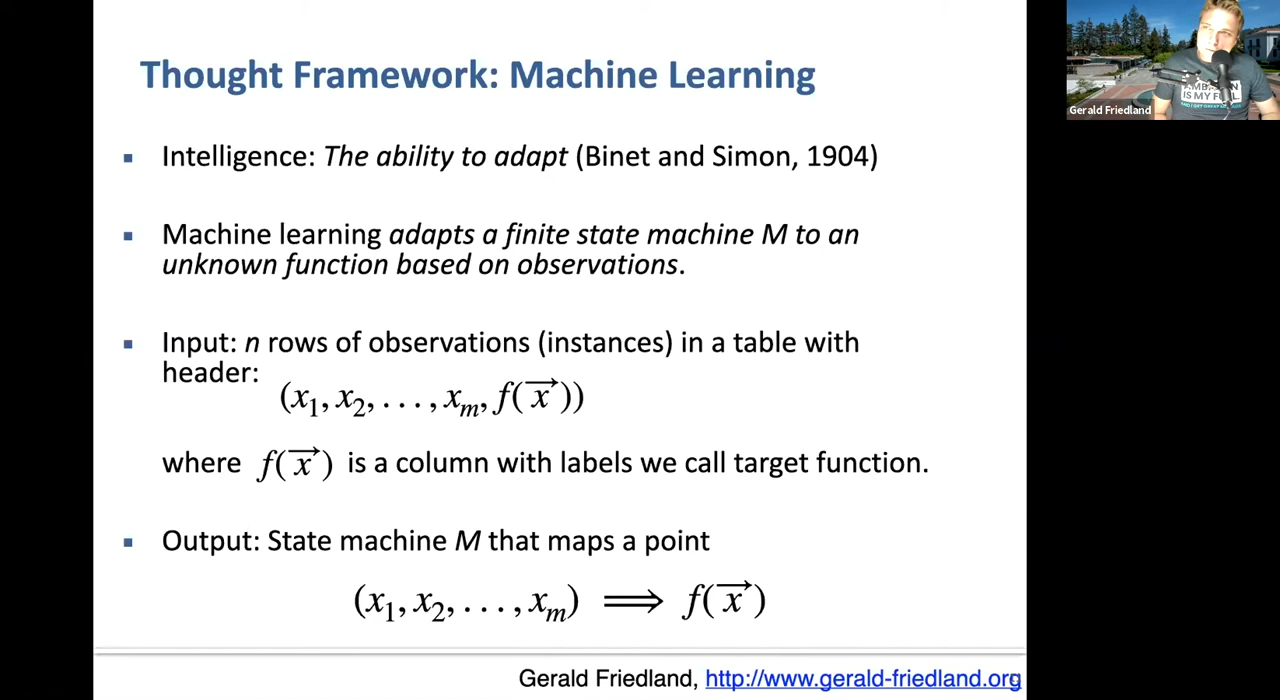 Thought Framework: Machine Learning
Gerald Friedland
▪ Intelligence: The ability to adapt (Binet and Simon, 1904)
▪ Machine learning adapts a finite state machine M to an
unknown function based on observations.
▪ Input: n rows of observations (instances) in a table with
header:
(x₁, x₂, . . . , xₘ, f(x⃗))
where f(x⃗) is a column with labels we call target function.
▪ Output: State machine M that maps a point
(x₁, x₂, . . . , xₘ) ⟹ f(x⃗)
Gerald Friedland, http://www.gerald-friedland.org
IS MY F